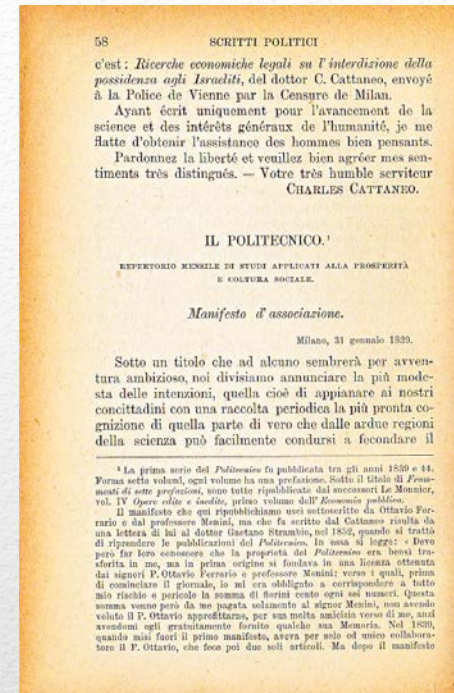 58 SCRITTI POLITICI
c'est : Ricerche economiche legali su l'interdizione della
possidenza agli Israeliti, del dottor C. Cattaneo, envoyé
à la Police de Vienne par la Censure de Milan.
Ayant écrit uniquement pour l'avancement de la
science et des intérêts généraux de l'humanité, je me
flatte d'obtenir l'assistance des hommes bien pensants.
Pardonnez la liberté et veuillez bien agréer mes sen-
timents très distingués. — Votre très humble serviteur
CHARLES CATTANEO.
IL POLITECNICO.¹
REPERTORIO MENSILE DI STUDI APPLICATI ALLA PROSPERITÀ
E COLTURA SOCIALE.
Manifesto d'associazione.
Milano, 31 gennaio 1839.
Sotto un titolo che ad alcuno sembrerà per avven-
tura ambizioso, noi divisiamo annunciare la più mode-
sta delle intenzioni, quella cioè di appianare ai nostri
concittadini con una raccolta periodica la più pronta co-
gnizione di quella parte di vero che dalle ardue regioni
della scienza può facilmente condursi a fecondare il
¹ La prima serie del Politecnico fu pubblicata tra gli anni 1839 e 44.
Forma sette volumi, ogni volume ha una prefazione. Sotto il titolo di Fram-
menti di sette prefazioni, sono tutte ripubblicate dai successori Le Monnier,
vol. IV Opere edite e inedite, primo volume dell'Economia pubblica.
Il manifesto che qui ripubblichiamo uscì sottoscritto da Ottavio Fer-
rario e dal professore Menini, ma che fu scritto dal Cattaneo risulta da
una lettera di lui al dottor Gaetano Strambio, nel 1852, quando si trattò
di riprendere le pubblicazioni del Politecnico. In essa si legge: « Devo
però far loro conoscere che la proprietà del Politecnico era bensì tra-
sferita in me, ma in prima origine si fondava in una licenza ottenuta
dai signori P. Ottavio Ferrario e professore Menini; verso i quali, prima
di cominciare il giornale, io mi era obbligato a corrispondere a tutto
mio rischio e pericolo la somma di fiorini cento ogni sei numeri. Questa
somma venne però da me pagata solamente al signor Menini, non avendo
voluto il P. Ottavio approfittarne, per sua molta amicizia verso di me, anzi
avendomi egli gratuitamente fornito qualche sua Memoria. Nel 1839,
quando misi fuori il primo manifesto, aveva per solo ed unico collabora-
tore il P. Ottavio, che fece poi due soli articoli. Ma dopo il manifesto